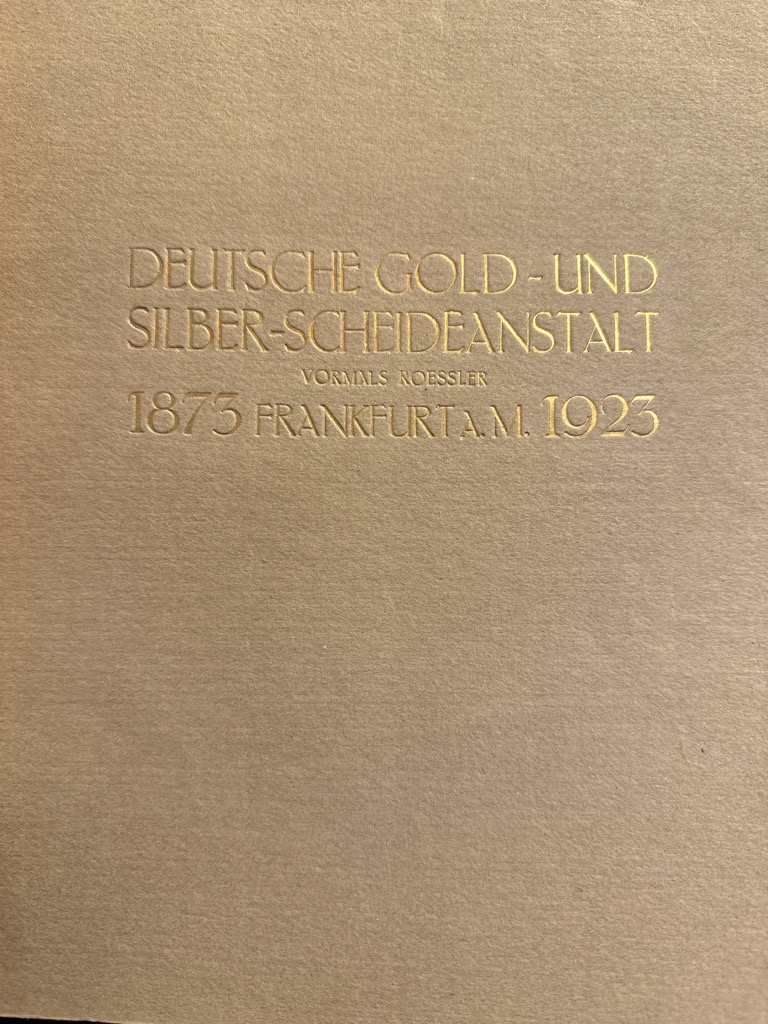 DEUTSCHE GOLD-UND
SILBER-SCHEIDEANSTALT
VORMALS ROESSLER
1873 FRANKFURT A.M. 1923